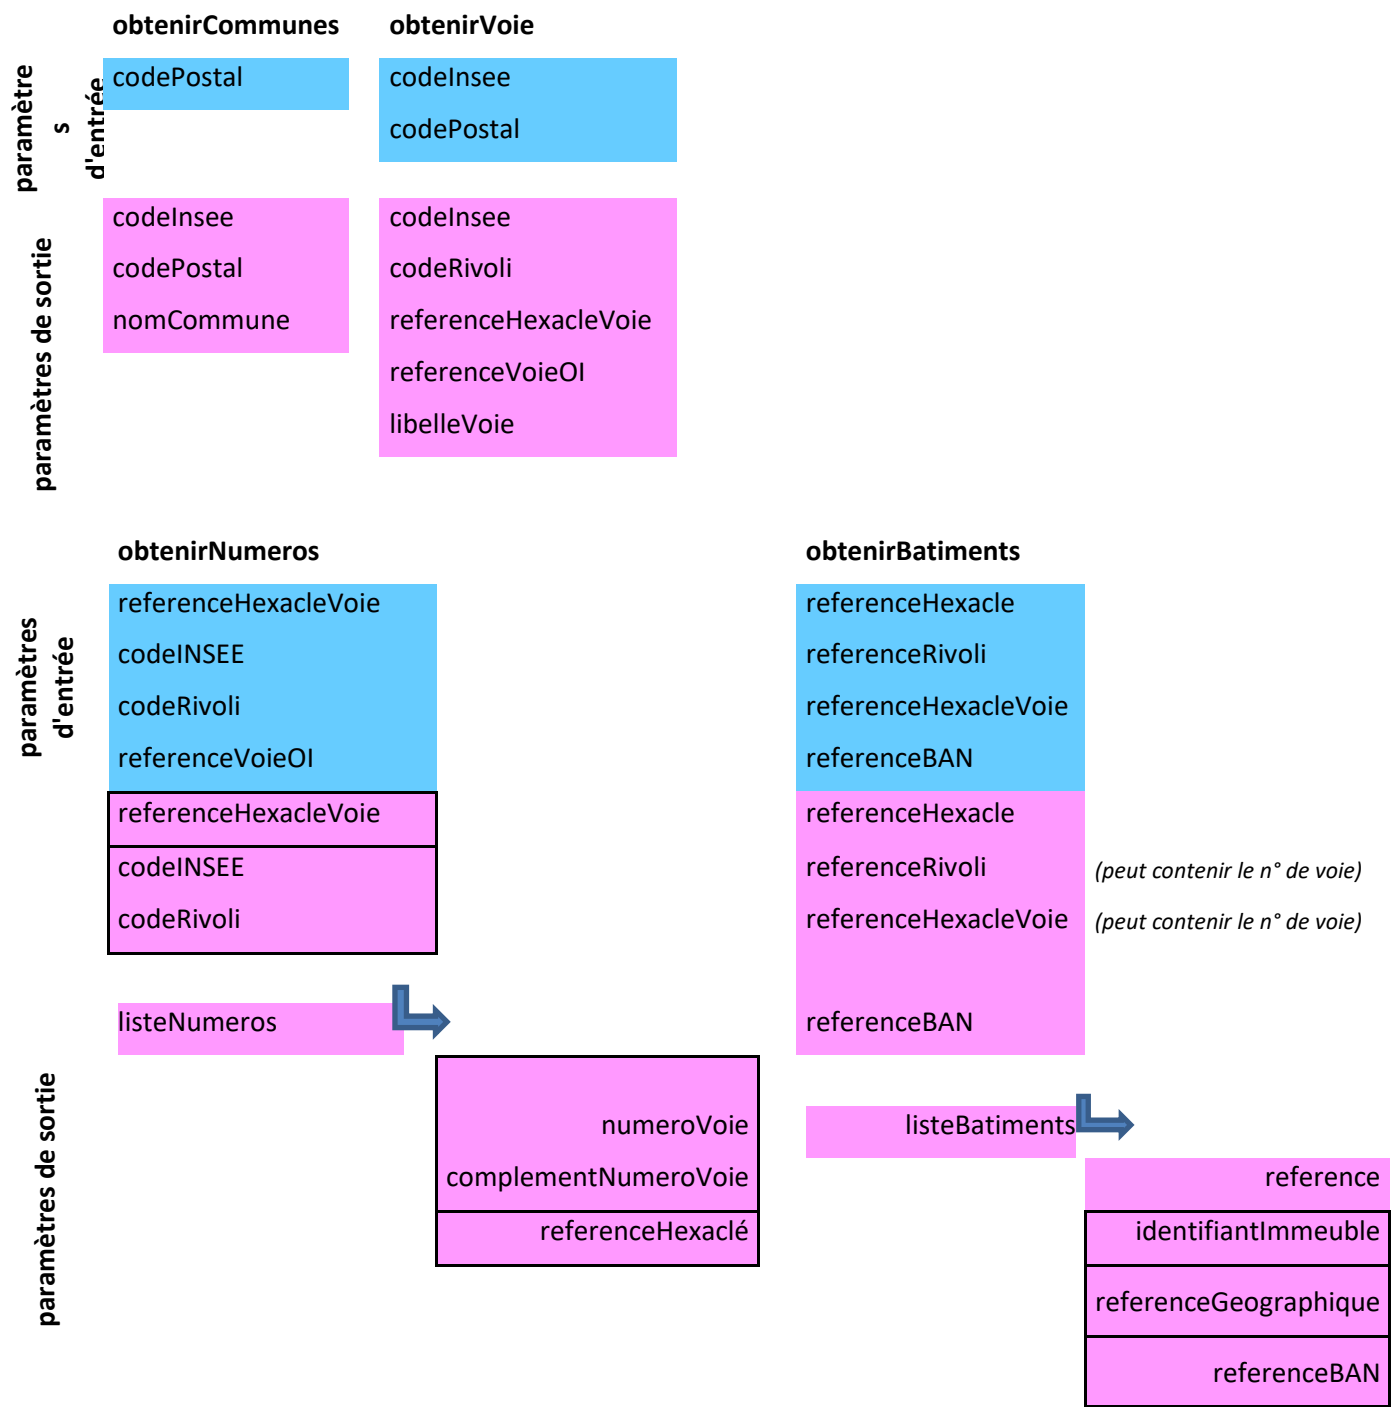 obtenirCommunes obtenirVoie
paramètre
s
d'entrée
codePostal codeInsee
codePostal
paramètres de sortie
codeInsee codeInsee
codePostal codeRivoli
nomCommune referenceHexacleVoie
referenceVoieOI
libelleVoie
obtenirNumeros obtenirBatiments
paramètres
d'entrée
referenceHexacleVoie referenceHexacle
codeINSEE referenceRivoli
codeRivoli referenceHexacleVoie
referenceVoieOI referenceBAN
referenceHexacleVoie referenceHexacle
codeINSEE referenceRivoli (peut contenir le n° de voie)
codeRivoli referenceHexacleVoie (peut contenir le n° de voie)
listeNumeros referenceBAN
paramètres de sortie
numeroVoie listeBatiments
complementNumeroVoie reference
referenceHexaclé identifiantImmeuble
referenceGeographique
referenceBAN